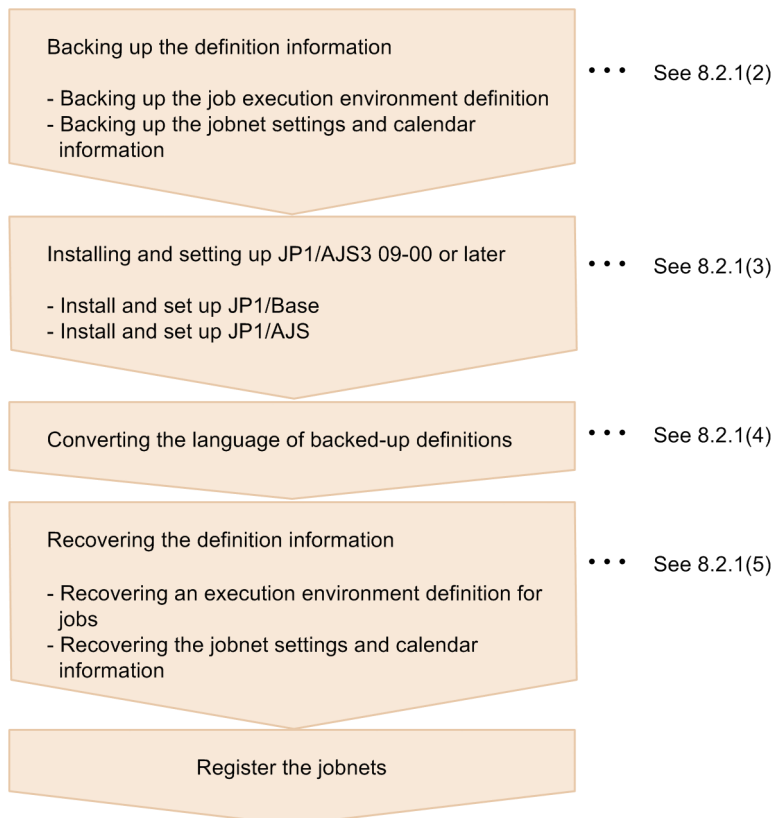 Backing up the definition information
• • • See 8.2.1(2)
- Backing up the job execution environment definition
- Backing up the jobnet settings and calendar
information
Installing and setting up JP1/AJS3 09-00 or later
• • • See 8.2.1(3)
- Install and set up JP1/Base
- Install and set up JP1/AJS
Converting the language of backed-up definitions
• • • See 8.2.1(4)
Recovering the definition information
• • • See 8.2.1(5)
- Recovering an execution environment definition for
jobs
- Recovering the jobnet settings and calendar
information
Register the jobnets